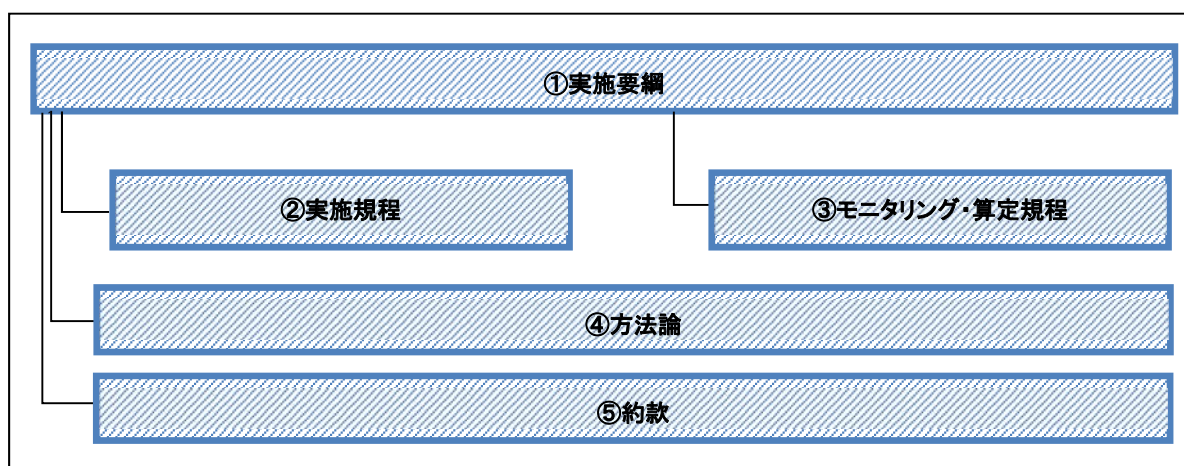 ①実施要綱
②実施規程
③モニタリング・算定規程
④方法論
⑤約款